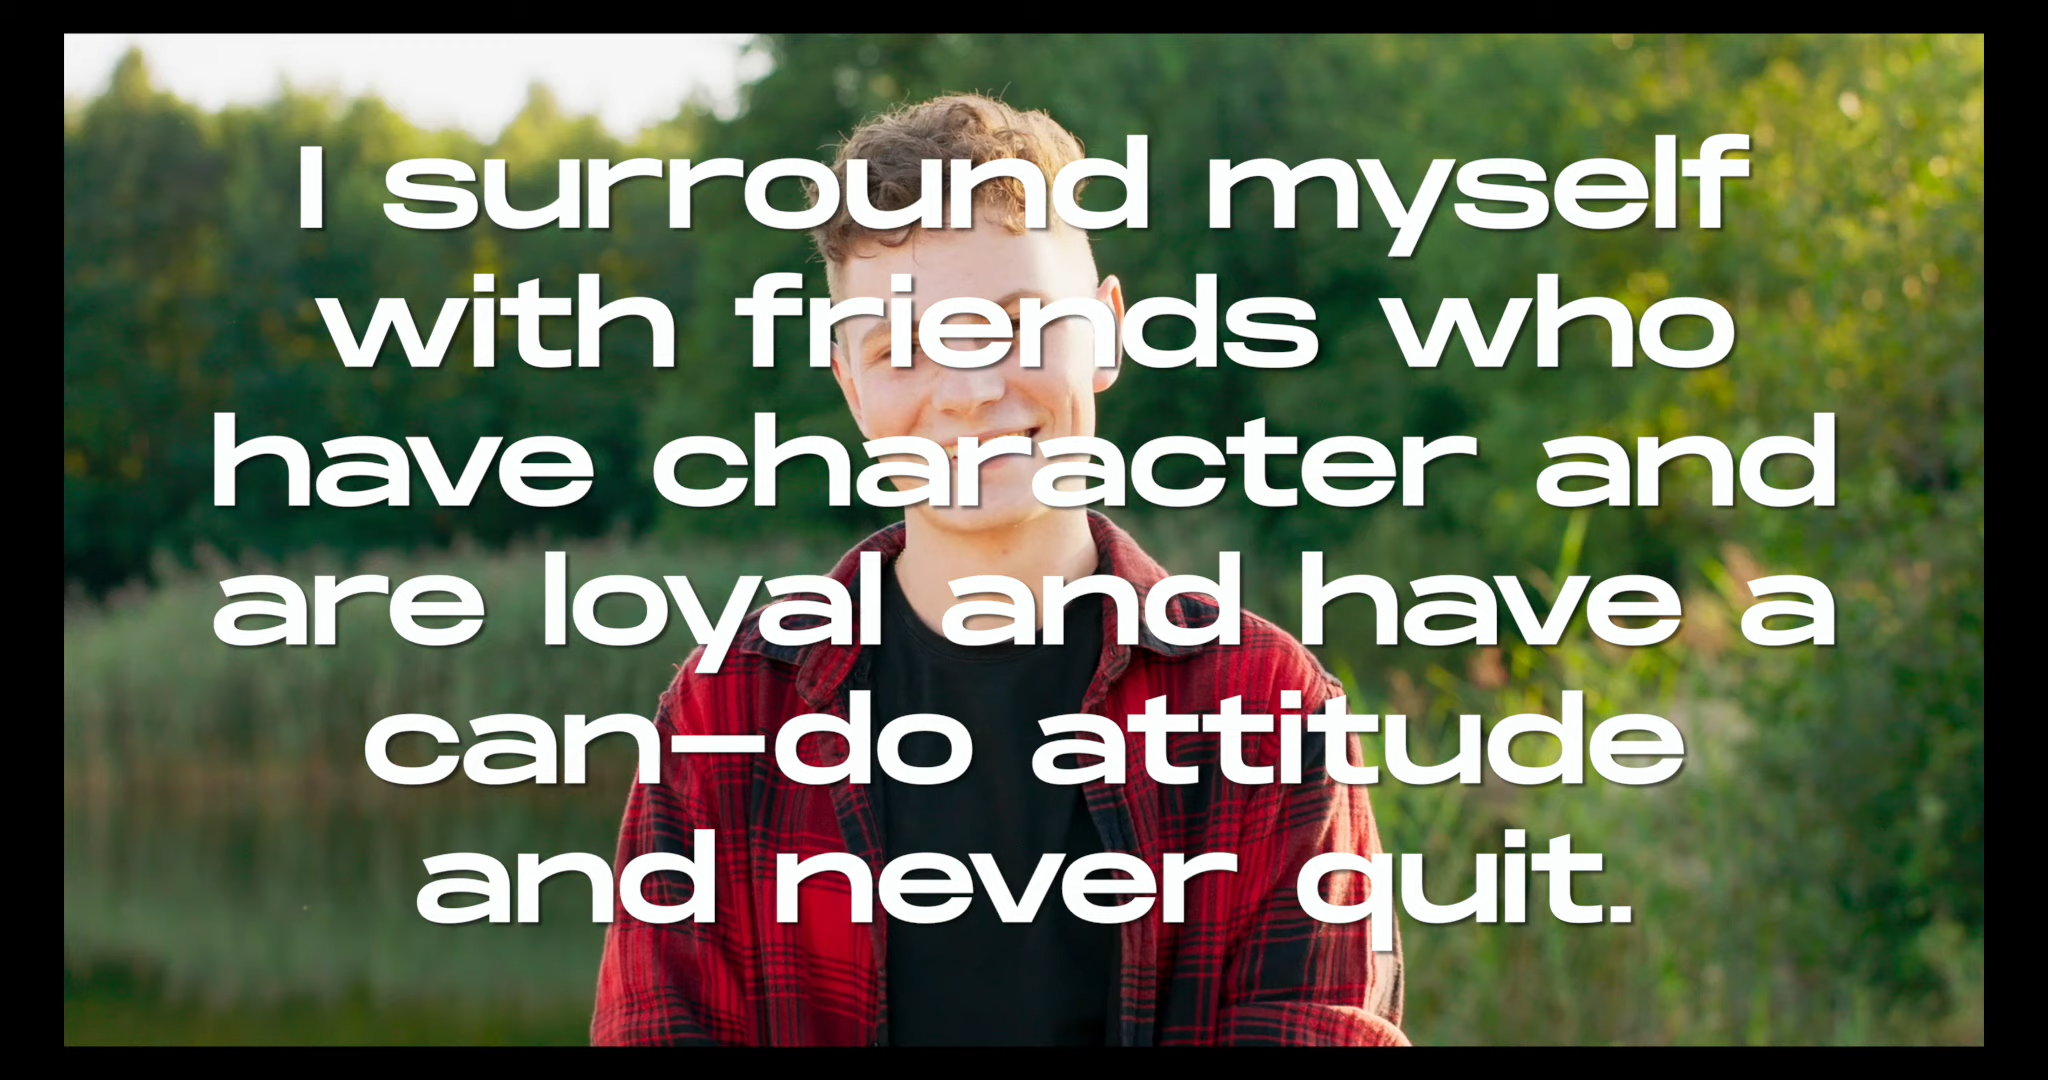 I surround myself
with friends who
have character and
are loyal and have a
can-do attitude
and never quit.